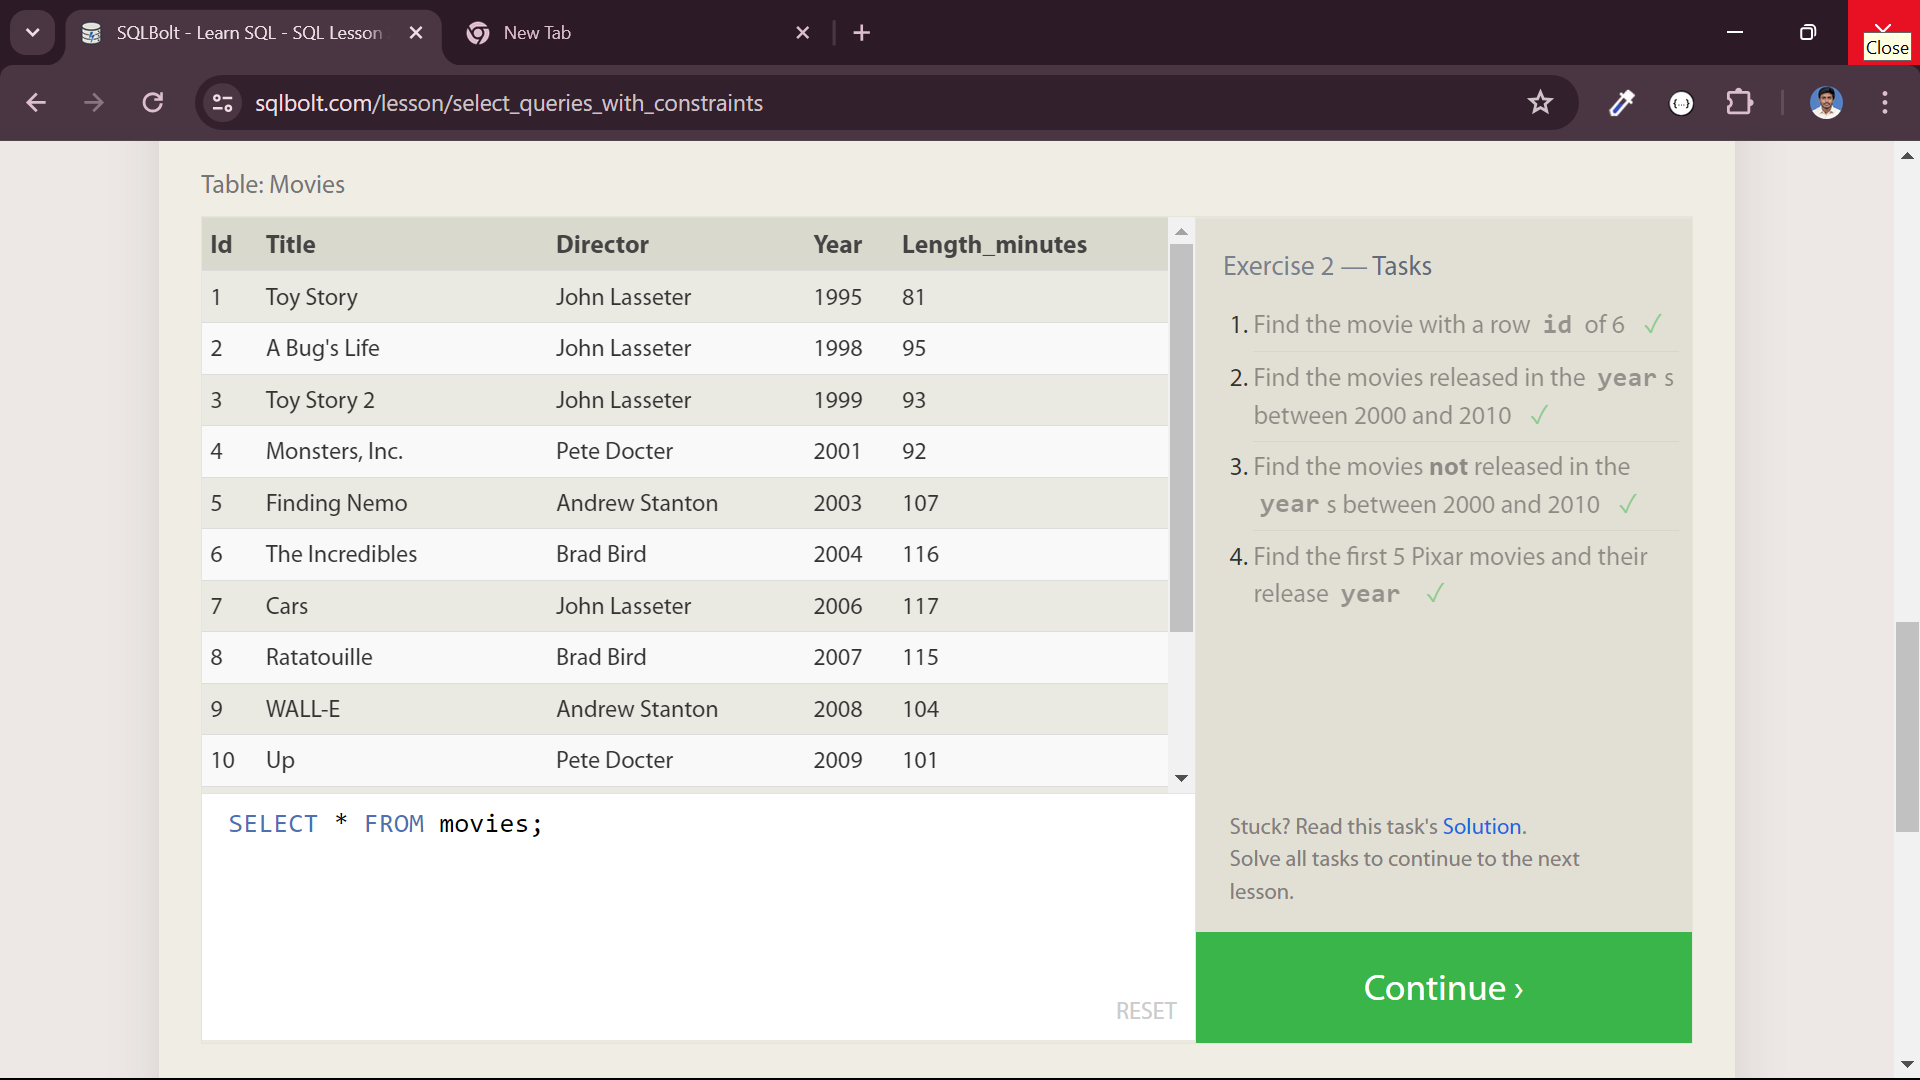 SQLBolt - Learn SQL - SQL Lesson
New Tab
Close
sqlbolt.com/lesson/select_queries_with_constraints
{...}
Table: Movies
Id Title Director Year Length_minutes
1 Toy Story John Lasseter 1995 81
2 A Bug's Life John Lasseter 1998 95
3 Toy Story 2 John Lasseter 1999 93
4 Monsters, Inc. Pete Docter 2001 92
5 Finding Nemo Andrew Stanton 2003 107
6 The Incredibles Brad Bird 2004 116
7 Cars John Lasseter 2006 117
8 Ratatouille Brad Bird 2007 115
9 WALL-E Andrew Stanton 2008 104
10 Up Pete Docter 2009 101
SELECT * FROM movies;
RESET
Exercise 2 — Tasks
1. Find the movie with a row id of 6 ✓
2. Find the movies released in the year s
between 2000 and 2010 ✓
3. Find the movies not released in the
year s between 2000 and 2010 ✓
4. Find the first 5 Pixar movies and their
release year ✓
Stuck? Read this task's Solution.
Solve all tasks to continue to the next
lesson.
Continue ›